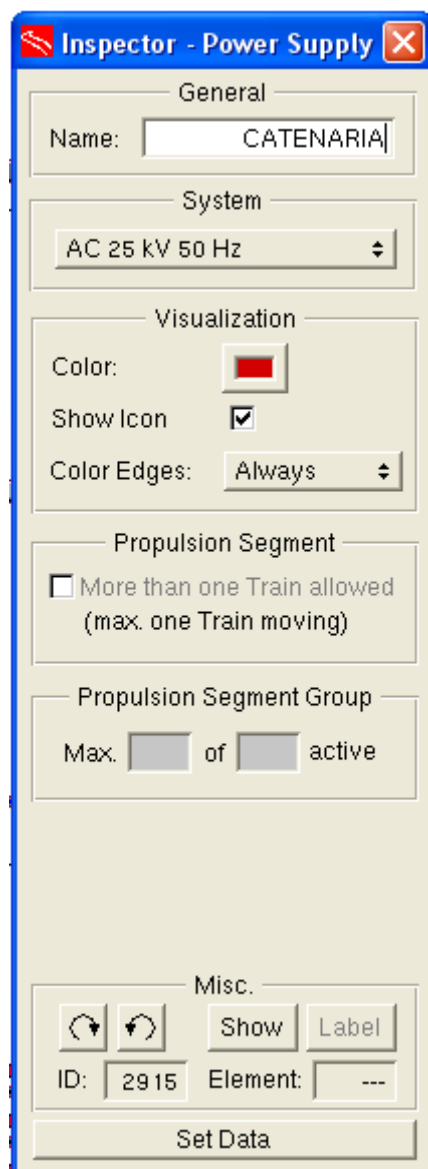 Inspector - Power Supply
General
Name: CATENARIA
System
AC 25 kV 50 Hz
Visualization
Color:
Show Icon
Color Edges: Always
Propulsion Segment
More than one Train allowed
(max. one Train moving)
Propulsion Segment Group
Max. of active
Misc.
Show Label
ID: 2915 Element: ---
Set Data